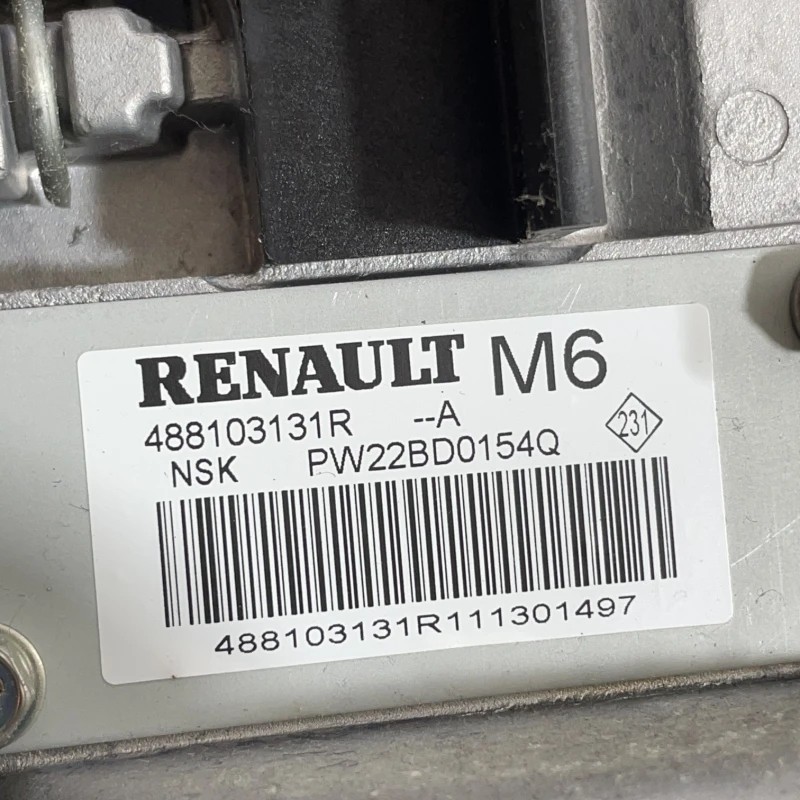 RENAULT M6
488103131R --A
231
NSK PW22BD0154Q
488103131R111301497